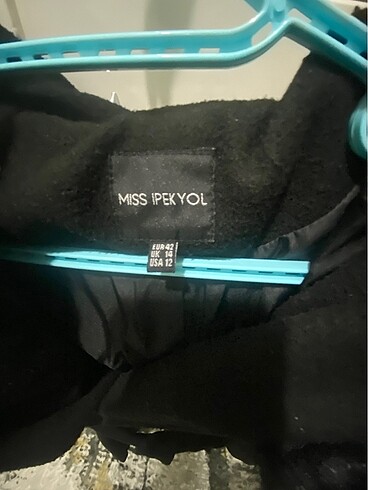 MISS IPEKYOL
EUR 42
UK 14
USA 12